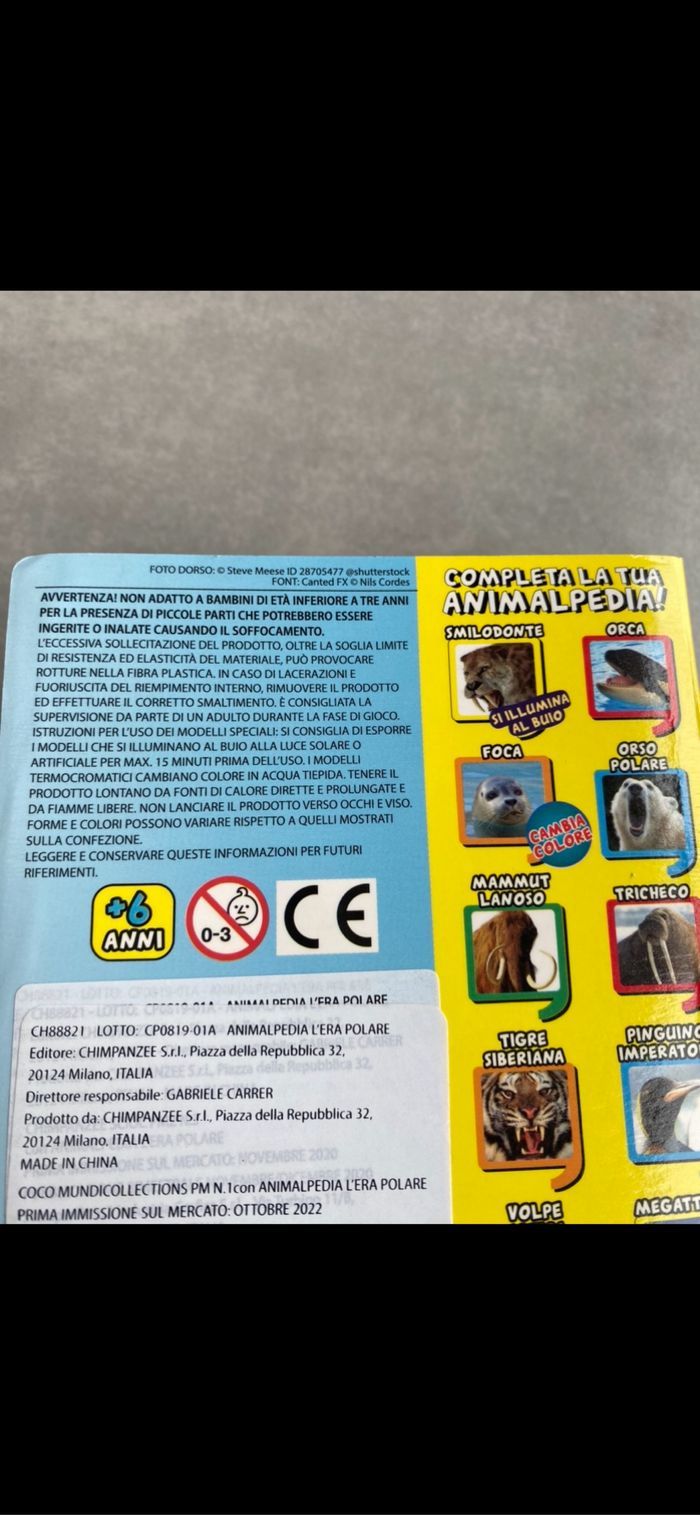 FOTO DORSO: © Steve Meese ID 28705477 @shutterstock
FONT: Canted FX © Nils Cordes
AVVERTENZA! NON ADATTO A BAMBINI DI ETÀ INFERIORE A TRE ANNI
PER LA PRESENZA DI PICCOLE PARTI CHE POTREBBERO ESSERE
INGERITE O INALATE CAUSANDO IL SOFFOCAMENTO.
L'ECCESSIVA SOLLECITAZIONE DEL PRODOTTO, OLTRE LA SOGLIA LIMITE
DI RESISTENZA ED ELASTICITÀ DEL MATERIALE, PUÒ PROVOCARE
ROTTURE NELLA FIBRA PLASTICA. IN CASO DI LACERAZIONI E
FUORIUSCITA DEL RIEMPIMENTO INTERNO, RIMUOVERE IL PRODOTTO
ED EFFETTUARE IL CORRETTO SMALTIMENTO. È CONSIGLIATA LA
SUPERVISIONE DA PARTE DI UN ADULTO DURANTE LA FASE DI GIOCO.
ISTRUZIONI PER L'USO DEI MODELLI SPECIALI: SI CONSIGLIA DI ESPORRE
I MODELLI CHE SI ILLUMINANO AL BUIO ALLA LUCE SOLARE O
ARTIFICIALE PER MAX. 15 MINUTI PRIMA DELL'USO. I MODELLI
TERMOCROMATICI CAMBIANO COLORE IN ACQUA TIEPIDA. TENERE IL
PRODOTTO LONTANO DA FONTI DI CALORE DIRETTE E PROLUNGATE E
DA FIAMME LIBERE. NON LANCIARE IL PRODOTTO VERSO OCCHI E VISO.
FORME E COLORI POSSONO VARIARE RISPETTO A QUELLI MOSTRATI
SULLA CONFEZIONE.
LEGGERE E CONSERVARE QUESTE INFORMAZIONI PER FUTURI
RIFERIMENTI.
+6
ANNI
0-3
CE
CH88821 - LOTTO: CP0819-01A - ANIMALPEDIA L'ERA POLARE
CH88821 LOTTO: CP0819-01A ANIMALPEDIA L'ERA POLARE
Editore: CHIMPANZEE S.r.l., Piazza della Repubblica 32,
20124 Milano, ITALIA
Direttore responsabile: GABRIELE CARRER
Prodotto da: CHIMPANZEE S.r.l., Piazza della Repubblica 32,
20124 Milano, ITALIA
MADE IN CHINA
COCO MUNDICOLLECTIONS PM N.1con ANIMALPEDIA L'ERA POLARE
PRIMA IMMISSIONE SUL MERCATO: OTTOBRE 2022
COMPLETA LA TUA
ANIMALPEDIA!
SMILODONTE
SI ILLUMINA
AL BUIO
ORCA
FOCA
CAMBIA
COLORE
ORSO
POLARE
MAMMUT
LANOSO
TRICHECO
TIGRE
SIBERIANA
PINGUINO
IMPERATO
VOLPE
MEGATT